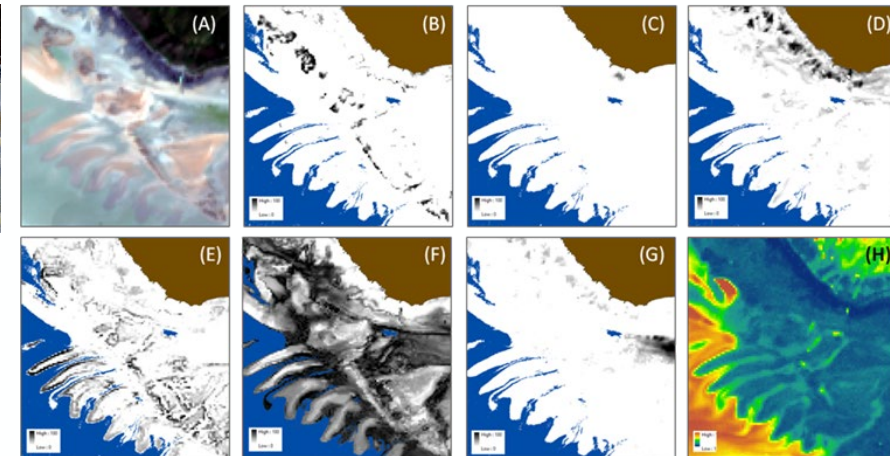 (A)
(B)
High : 100
Low : 0
(C)
High : 100
Low : 0
(D)
High : 100
Low : 0
(E)
High : 100
Low : 0
(F)
High : 100
Low : 0
(G)
High : 100
Low : 0
(H)
High :
Low :